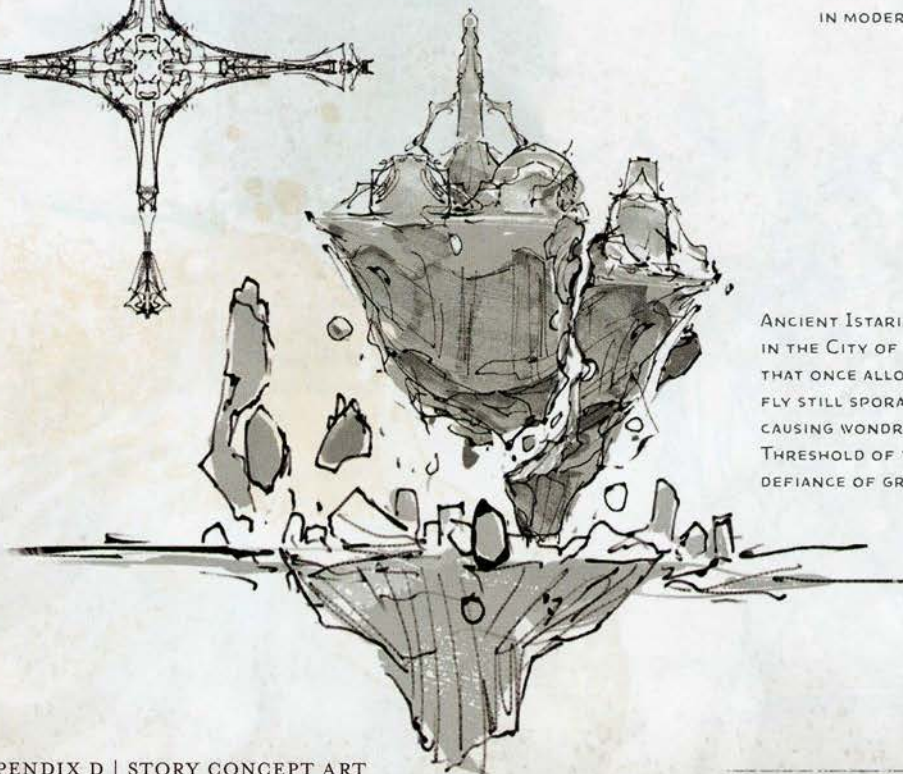 IN MODER
ANCIENT ISTARI
IN THE CITY OF
THAT ONCE ALLO
FLY STILL SPORA
CAUSING WONDR
THRESHOLD OF
DEFIANCE OF GR
PENDIX D | STORY CONCEPT ART